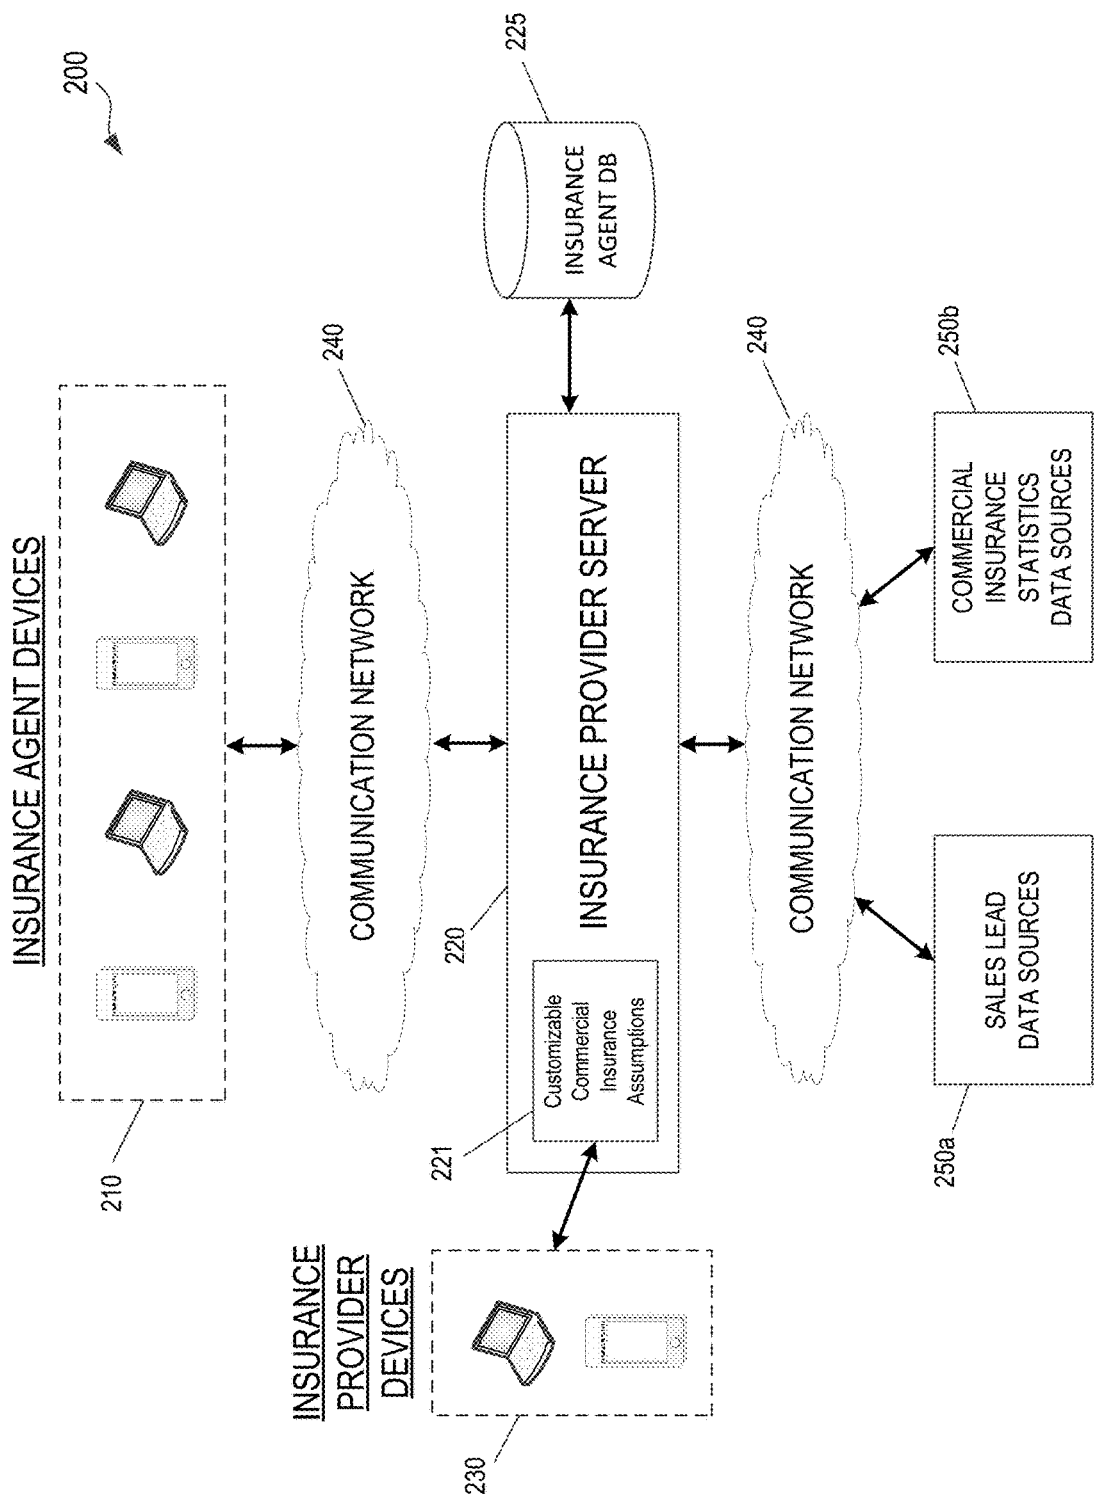 200
INSURANCE AGENT DEVICES
210
240
COMMUNICATION NETWORK
INSURANCE
PROVIDER
DEVICES
230
220
INSURANCE PROVIDER SERVER
221
Customizable
Commercial
Insurance
Assumptions
225
INSURANCE
AGENT DB
240
COMMUNICATION NETWORK
250a
SALES LEAD
DATA SOURCES
250b
COMMERCIAL
INSURANCE
STATISTICS
DATA SOURCES